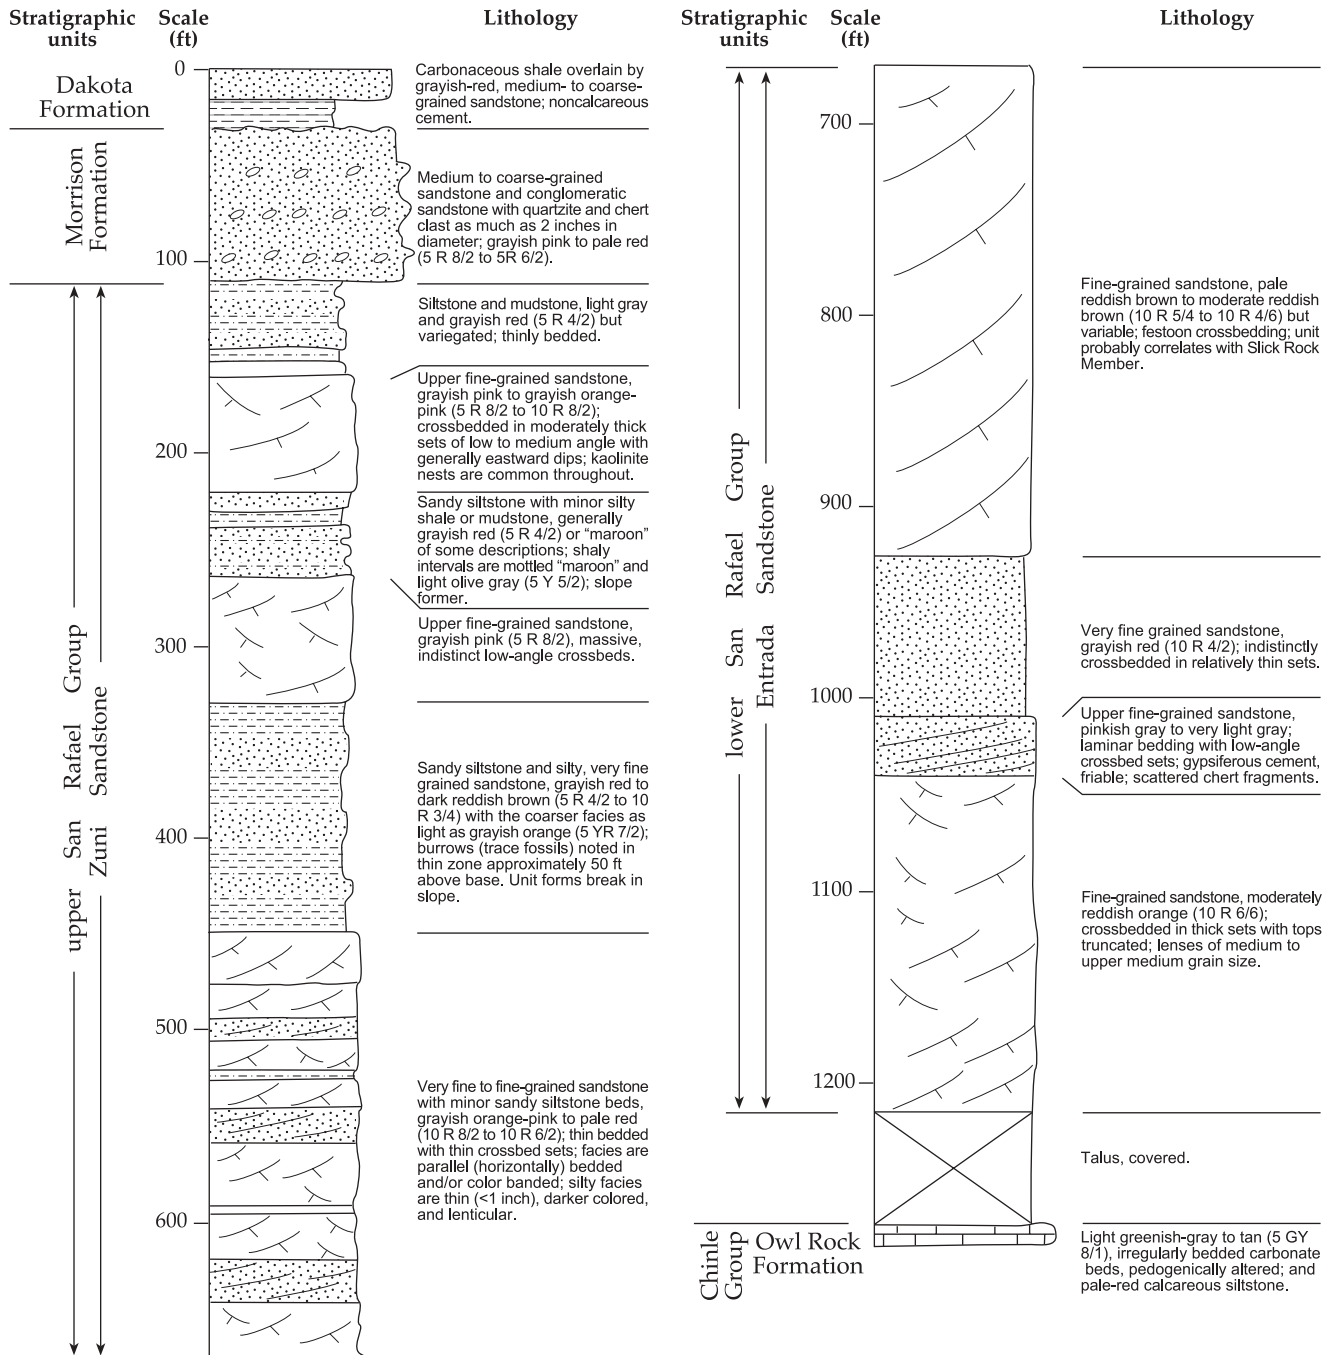 Stratigraphic
units
Scale
(ft)
Lithology
0
100
200
300
400
500
600
Dakota
Formation
Morrison
Formation
upper San Rafael Group
Zuni Sandstone
Carbonaceous shale overlain by
grayish-red, medium- to coarse-
grained sandstone; noncalcareous
cement.
Medium to coarse-grained
sandstone and conglomeratic
sandstone with quartzite and chert
clast as much as 2 inches in
diameter; grayish pink to pale red
(5 R 8/2 to 5R 6/2).
Siltstone and mudstone, light gray
and grayish red (5 R 4/2) but
variegated; thinly bedded.
Upper fine-grained sandstone,
grayish pink to grayish orange-
pink (5 R 8/2 to 10 R 8/2);
crossbedded in moderately thick
sets of low to medium angle with
generally eastward dips; kaolinite
nests are common throughout.
Sandy siltstone with minor silty
shale or mudstone, generally
grayish red (5 R 4/2) or “maroon”
of some descriptions; shaly
intervals are mottled “maroon” and
light olive gray (5 Y 5/2); slope
former.
Upper fine-grained sandstone,
grayish pink (5 R 8/2), massive,
indistinct low-angle crossbeds.
Sandy siltstone and silty, very fine
grained sandstone, grayish red to
dark reddish brown (5 R 4/2 to 10
R 3/4) with the coarser facies as
light as grayish orange (5 YR 7/2);
burrows (trace fossils) noted in
thin zone approximately 50 ft
above base. Unit forms break in
slope.
Very fine to fine-grained sandstone
with minor sandy siltstone beds,
grayish orange-pink to pale red
(10 R 8/2 to 10 R 6/2); thin bedded
with thin crossbed sets; facies are
parallel (horizontally) bedded
and/or color banded; silty facies
are thin (<1 inch), darker colored,
and lenticular.
Stratigraphic
units
Scale
(ft)
Lithology
700
800
900
1000
1100
1200
lower San Rafael Group
Entrada Sandstone
Chinle
Group
Owl Rock
Formation
Fine-grained sandstone, pale
reddish brown to moderate reddish
brown (10 R 5/4 to 10 R 4/6) but
variable; festoon crossbedding; unit
probably correlates with Slick Rock
Member.
Very fine grained sandstone,
grayish red (10 R 4/2); indistinctly
crossbedded in relatively thin sets.
Upper fine-grained sandstone,
pinkish gray to very light gray;
laminar bedding with low-angle
crossbed sets; gypsiferous cement,
friable; scattered chert fragments.
Fine-grained sandstone, moderately
reddish orange (10 R 6/6);
crossbedded in thick sets with tops
truncated; lenses of medium to
upper medium grain size.
Talus, covered.
Light greenish-gray to tan (5 GY
8/1), irregularly bedded carbonate
beds, pedogenically altered; and
pale-red calcareous siltstone.